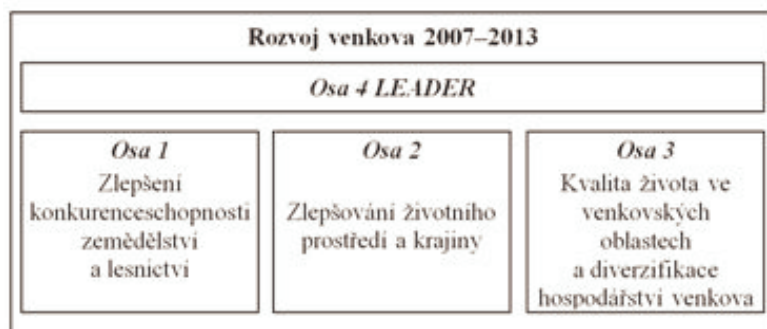 Rozvoj venkova 2007–2013
Osa 4 LEADER
Osa 1
Zlepšení
konkurenceschopnosti
zemědělství
a lesnictví
Osa 2
Zlepšování životního
prostředí a krajiny
Osa 3
Kvalita života ve
venkovských
oblastech
a diverzifikace
hospodářství venkova